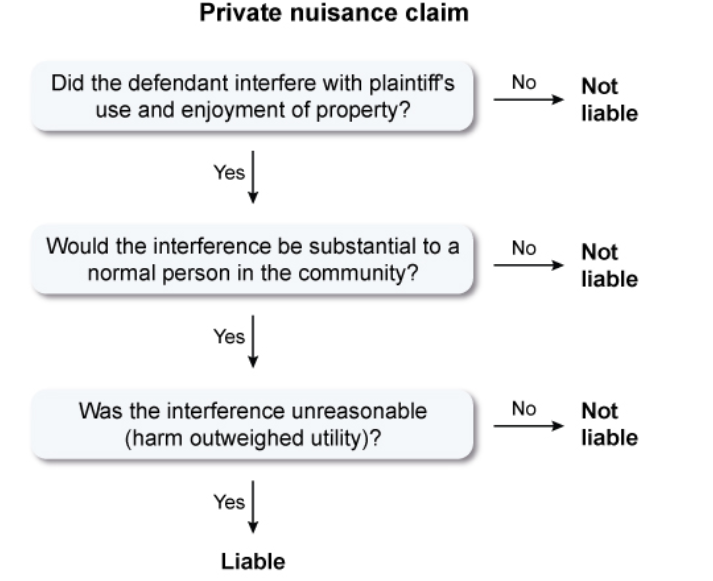 Private nuisance claim
Did the defendant interfere with plaintiff's
use and enjoyment of property?
No
Not
liable
Yes
Would the interference be substantial to a
normal person in the community?
No
Not
liable
Yes
Was the interference unreasonable
(harm outweighed utility)?
No
Not
liable
Yes
Liable